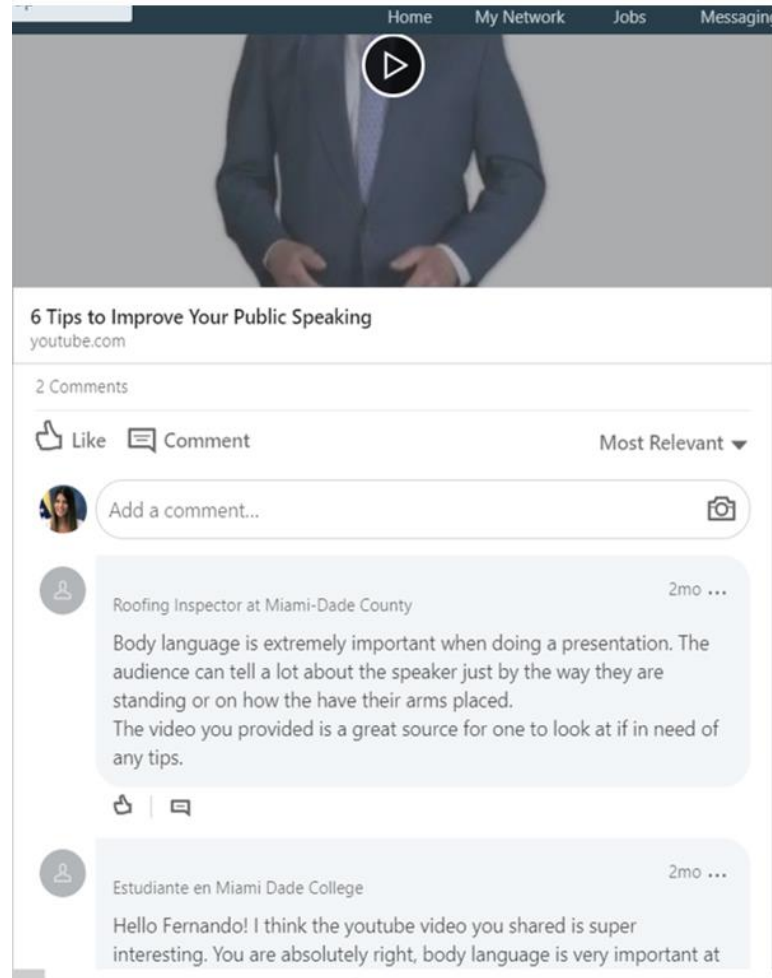 Home My Network Jobs Messaging
6 Tips to Improve Your Public Speaking
youtube.com
2 Comments
Like Comment Most Relevant
Add a comment...
2mo ...
Roofing Inspector at Miami-Dade County
Body language is extremely important when doing a presentation. The
audience can tell a lot about the speaker just by the way they are
standing or on how the have their arms placed.
The video you provided is a great source for one to look at if in need of
any tips.
2mo ...
Estudiante en Miami Dade College
Hello Fernando! I think the youtube video you shared is super
interesting. You are absolutely right, body language is very important at